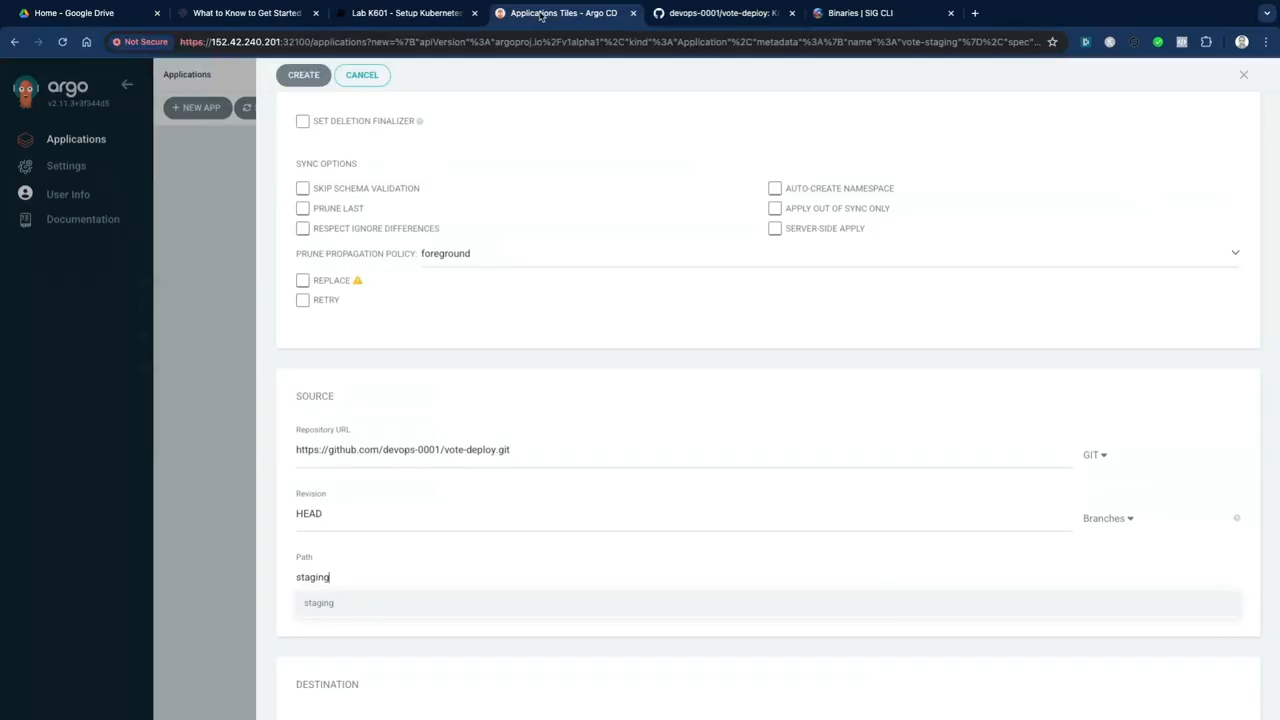 Home - Google Drive
What to Know to Get Started
Lab K601 - Setup Kubernetes
Applications Tiles - Argo CD
devops-0001/vote-deploy: K
Binaries | SIG CLI
Not Secure
https://152.42.240.201:32100/applications?new=%7B"apiVersion"%3A"argoproj.io%2Fv1alpha1"%2C"kind"%3A"Application"%2C"metadata"%3A%7B"name"%3A"vote-staging"%7D%2C"spec"...
argo
v2.11.3+3f344d5
Applications
Settings
User Info
Documentation
Applications
+ NEW APP
CREATE
CANCEL
SET DELETION FINALIZER
SYNC OPTIONS
SKIP SCHEMA VALIDATION
AUTO-CREATE NAMESPACE
PRUNE LAST
APPLY OUT OF SYNC ONLY
RESPECT IGNORE DIFFERENCES
SERVER-SIDE APPLY
PRUNE PROPAGATION POLICY: foreground
REPLACE
RETRY
SOURCE
Repository URL
https://github.com/devops-0001/vote-deploy.git
GIT
Revision
HEAD
Branches
Path
staging
staging
DESTINATION